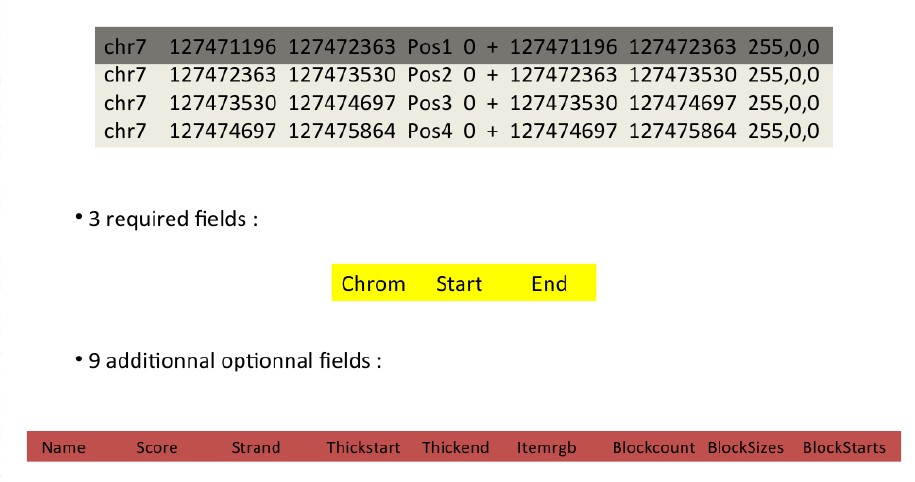 chr7 127471196 127472363 Pos1 0 + 127471196 127472363 255,0,0
chr7 127472363 127473530 Pos2 0 + 127472363 127473530 255,0,0
chr7 127473530 127474697 Pos3 0 + 127473530 127474697 255,0,0
chr7 127474697 127475864 Pos4 0 + 127474697 127475864 255,0,0
• 3 required fields :
Chrom Start End
• 9 additionnal optionnal fields :
Name Score Strand Thickstart Thickend Itemrgb Blockcount BlockSizes BlockStarts